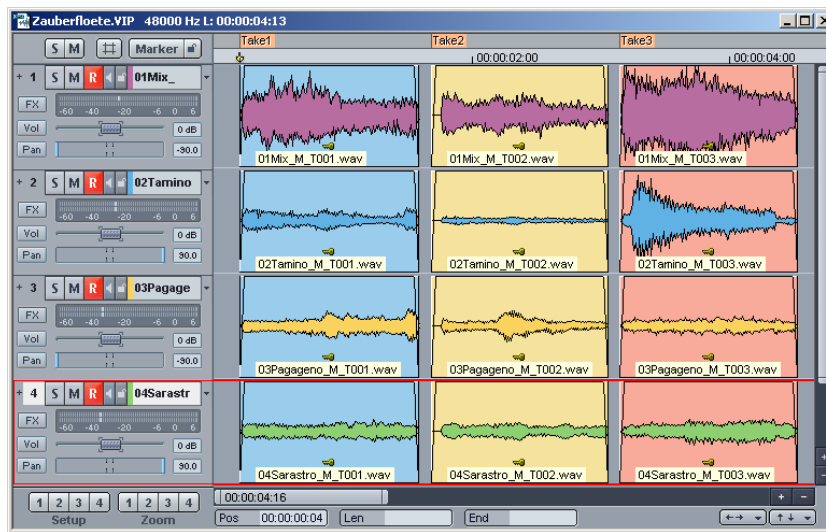 Zauberfloete.VIP 48000 Hz L: 00:00:04:13
S M Marker
Take1 Take2 Take3
00:00:02:00 00:00:04:00
1 S M R 01Mix_
FX -60 -40 -20 -6 0 6
Vol 0 dB
Pan -90.0
01Mix_M_T001.wav 01Mix_M_T002.wav 01Mix_M_T003.wav
2 S M R 02Tamino
FX -60 -40 -20 -6 0 6
Vol 0 dB
Pan 90.0
02Tamino_M_T001.wav 02Tamino_M_T002.wav 02Tamino_M_T003.wav
3 S M R 03Pagage
FX -60 -40 -20 -6 0 6
Vol 0 dB
Pan -90.0
03Pagageno_M_T001.wav 03Pagageno_M_T002.wav 03Pagageno_M_T003.wav
4 S M R 04Sarastr
FX -60 -40 -20 -6 0 6
Vol 0 dB
Pan 90.0
04Sarastro_M_T001.wav 04Sarastro_M_T002.wav 04Sarastro_M_T003.wav
1 2 3 4 1 2 3 4 00:00:04:16
Setup Zoom Pos 00:00:00:04 Len End